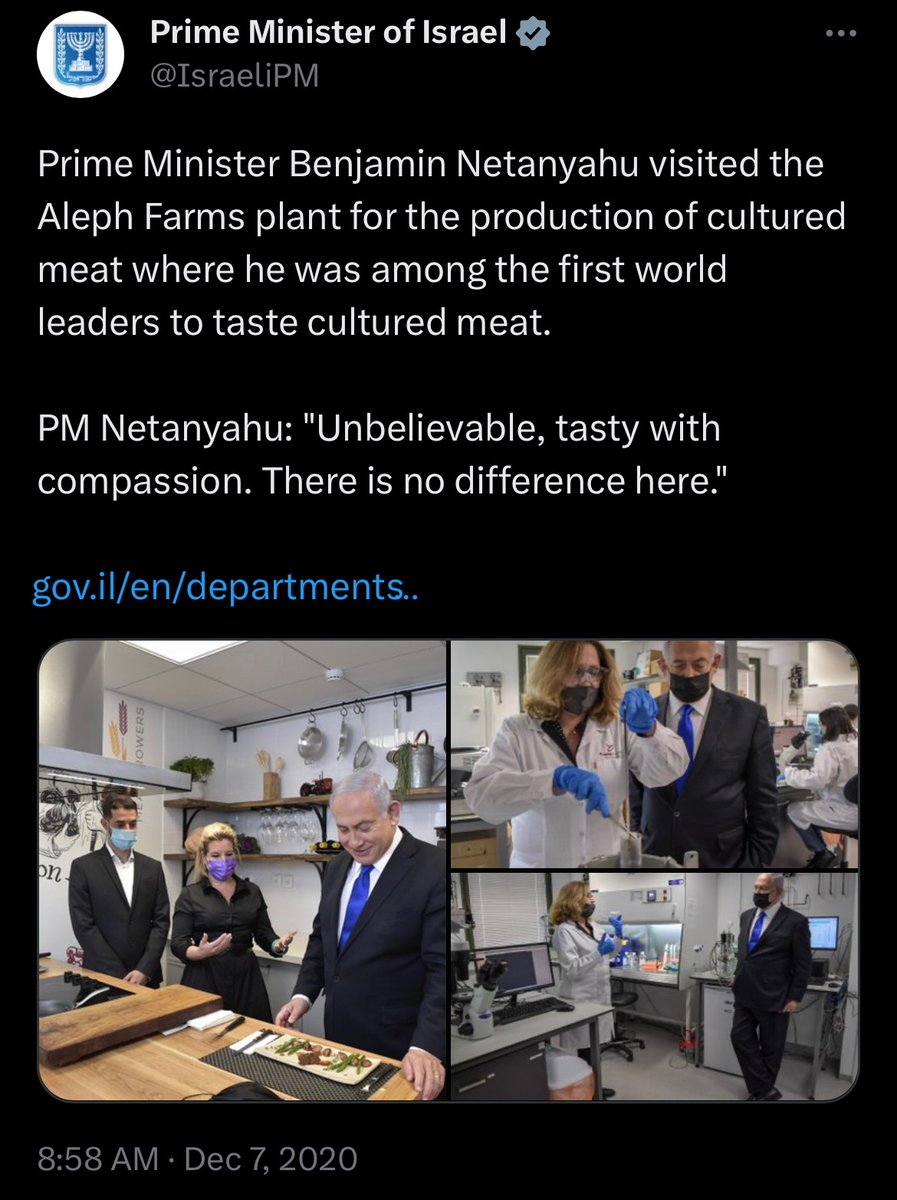 Prime Minister of Israel
@IsraeliPM
Prime Minister Benjamin Netanyahu visited the
Aleph Farms plant for the production of cultured
meat where he was among the first world
leaders to taste cultured meat.
PM Netanyahu: "Unbelievable, tasty with
compassion. There is no difference here."
gov.il/en/departments..
OWERS
on
8:58 AM · Dec 7, 2020